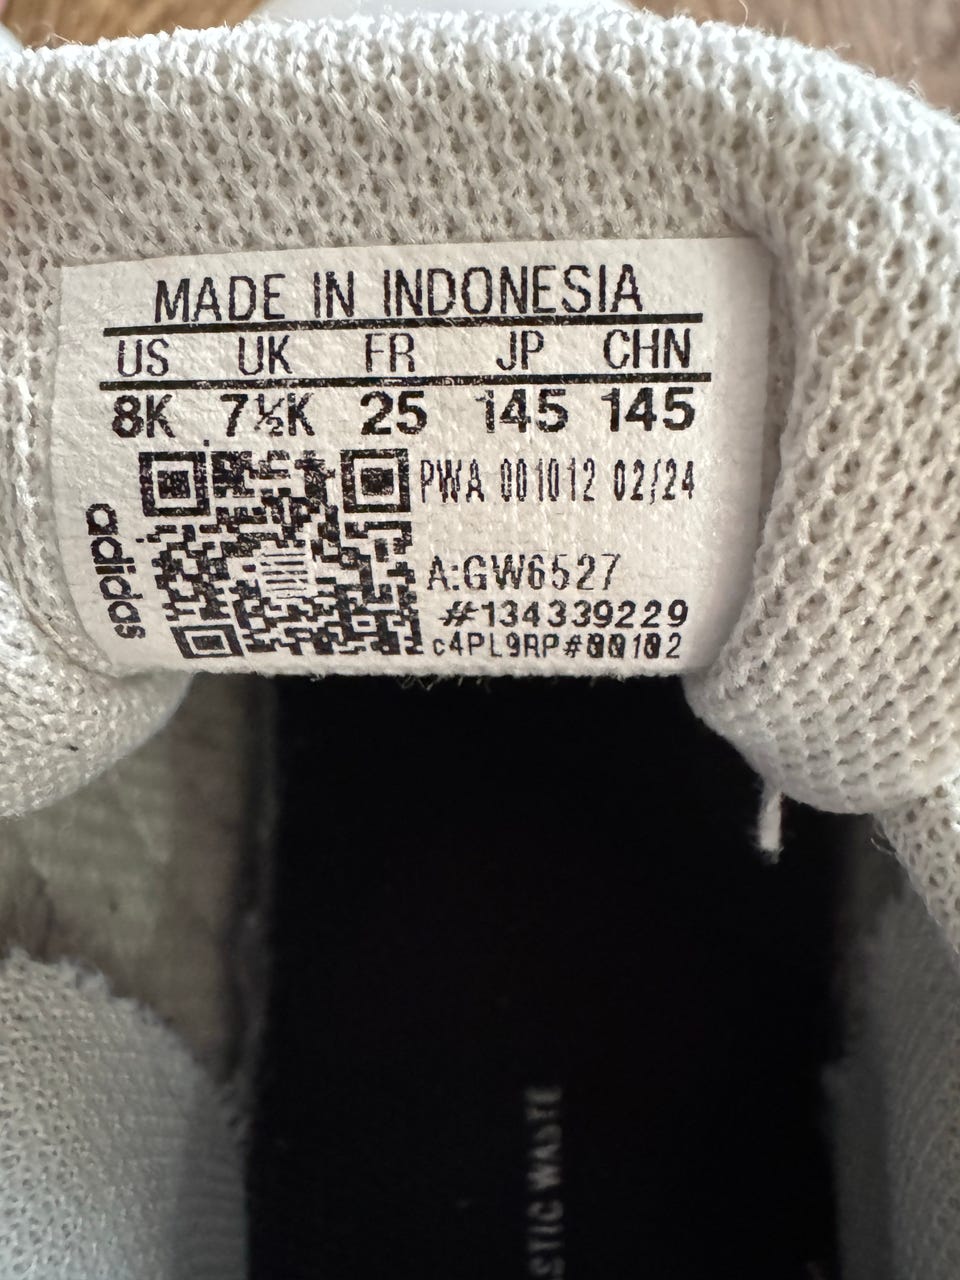 MADE IN INDONESIA
US UK FR JP CHN
8K 7½K 25 145 145
PWA 001012 02/24
adidas
A:GW6527
#134339229
c4PL9RP#00102
WASTE